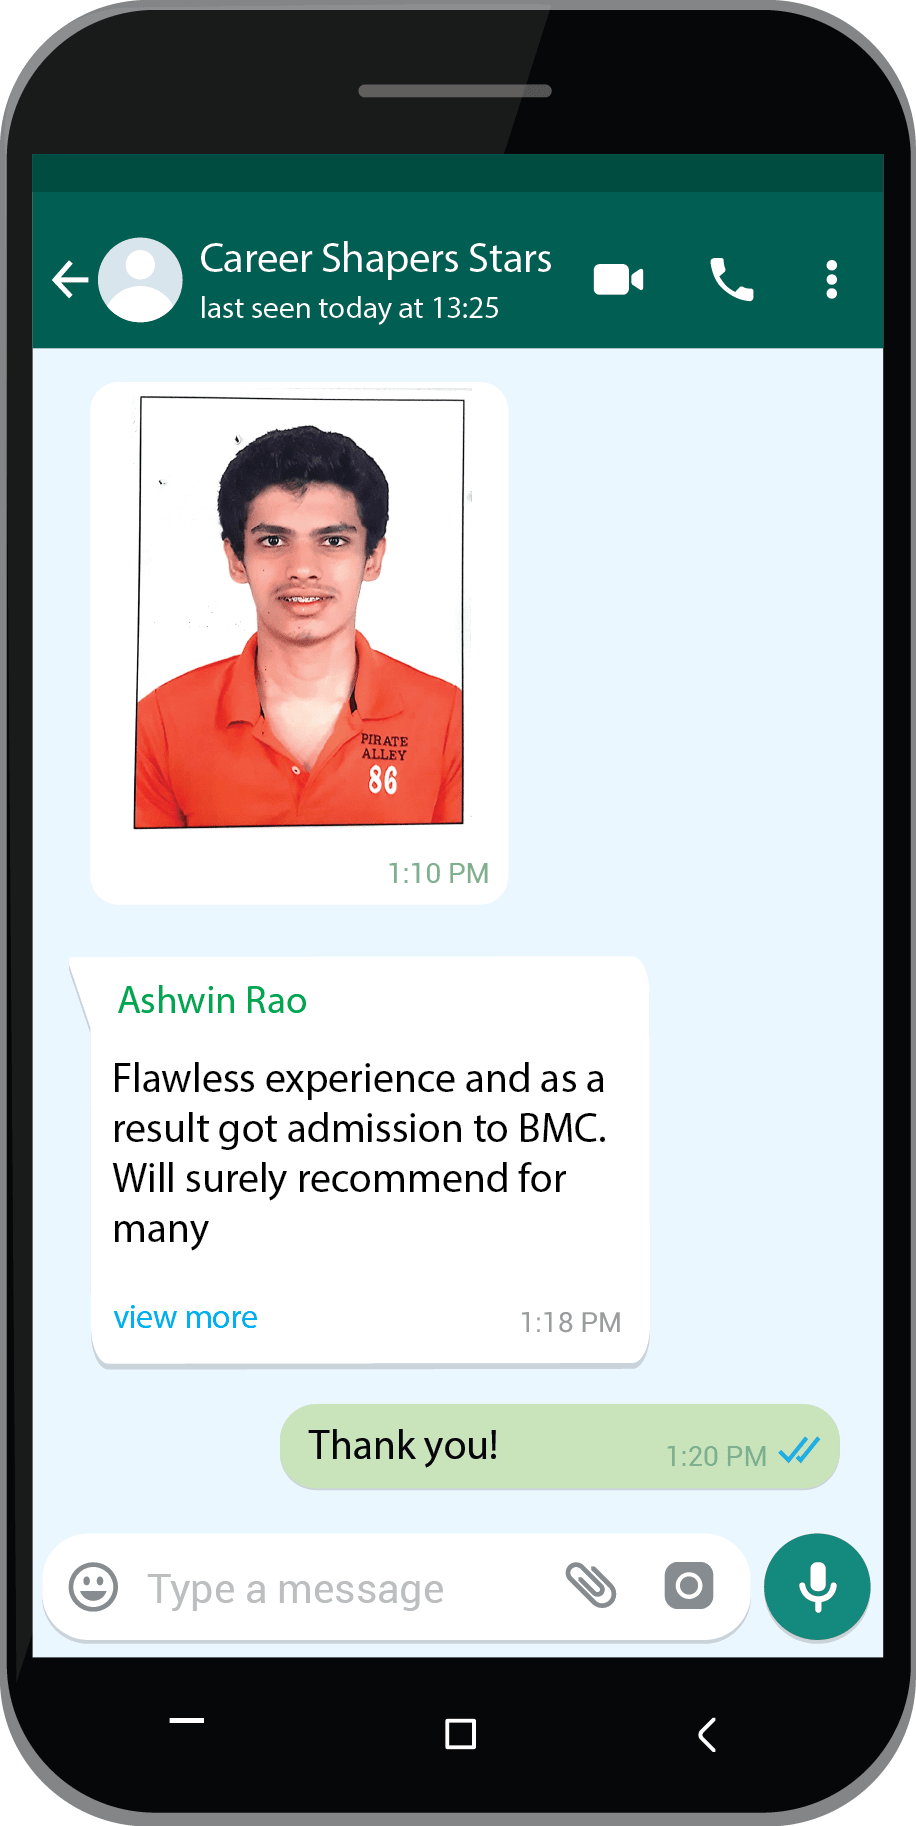 Career Shapers Stars
last seen today at 13:25
PIRATE
ALLEY
86
1:10 PM
Ashwin Rao
Flawless experience and as a
result got admission to BMC.
Will surely recommend for
many
view more
1:18 PM
Thank you!
1:20 PM
Type a message